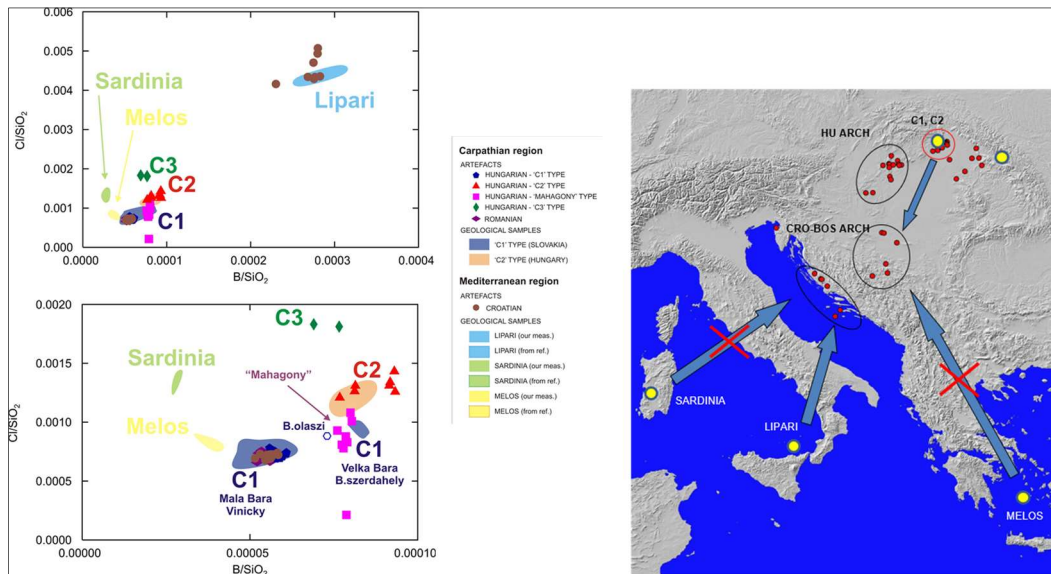 0.006
0.005
0.004
0.003
0.002
0.001
0.000
Cl/SiO2
Sardinia
Melos
C3
C2
C1
Lipari
0
0.0001
0.0002
0.0003
0.0004
B/SiO2
0.0020
0.0015
0.0010
0.0005
0.0000
Cl/SiO2
C3
Sardinia
C2
"Mahagony"
B.olaszi
Melos
C1
Velka Bara
B.szerdahely
C1
Mala Bara
Vinicky
0.00000
0.00005
0.00010
B/SiO2
Carpathian region
ARTEFACTS
HUNGARIAN - 'C1' TYPE
HUNGARIAN - 'C2' TYPE
HUNGARIAN - 'MAHAGONY' TYPE
HUNGARIAN - 'C3' TYPE
ROMANIAN
GEOLOGICAL SAMPLES
'C1' TYPE (SLOVAKIA)
'C2' TYPE (HUNGARY)
Mediterranean region
ARTEFACTS
CROATIAN
GEOLOGICAL SAMPLES
LIPARI (our meas.)
LIPARI (from ref.)
SARDINIA (our meas.)
SARDINIA (from ref.)
MELOS (our meas.)
MELOS (from ref.)
C1, C2
HU ARCH
CRO-BOS ARCH
SARDINIA
LIPARI
MELOS